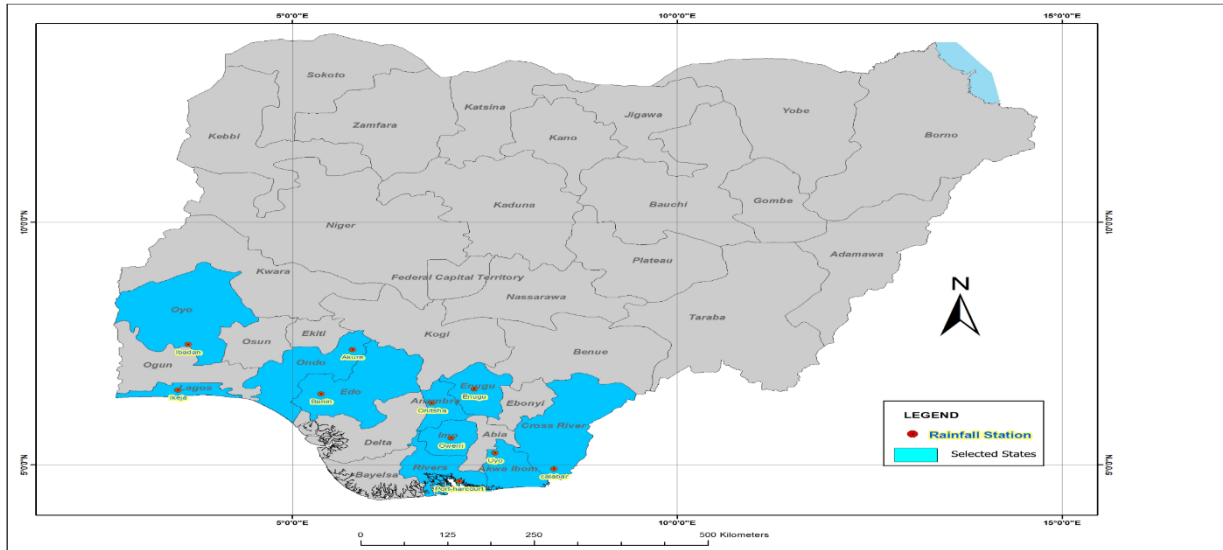 5°0'0"E
10°0'0"E
15°0'0"E
Sokoto
Katsina
Jigawa
Yobe
Zamfara
Kebbi
Kano
Borno
10°0'0"N
10°0'0"N
Kaduna
Bauchi
Gombe
Niger
Adamawa
Plateau
Kwara
Federal Capital Territory
Nassarawa
N
Oyo
Taraba
Ekiti
Kogi
Osun
Ibadan
Benue
Akure
Ogun
Ondo
Lagos
Ikeja
Edo
Benin
Enugu
Enugu
Anambra
Onitsha
Ebonyi
LEGEND
Cross River
Rainfall Station
Imo
Abia
Delta
Owerri
Selected States
Uyo
5°0'0"N
5°0'0"N
Rivers
Akwa Ibom
Calabar
Bayelsa
Port-harcourt
5°0'0"E
10°0'0"E
15°0'0"E
0 125 250 500 Kilometers